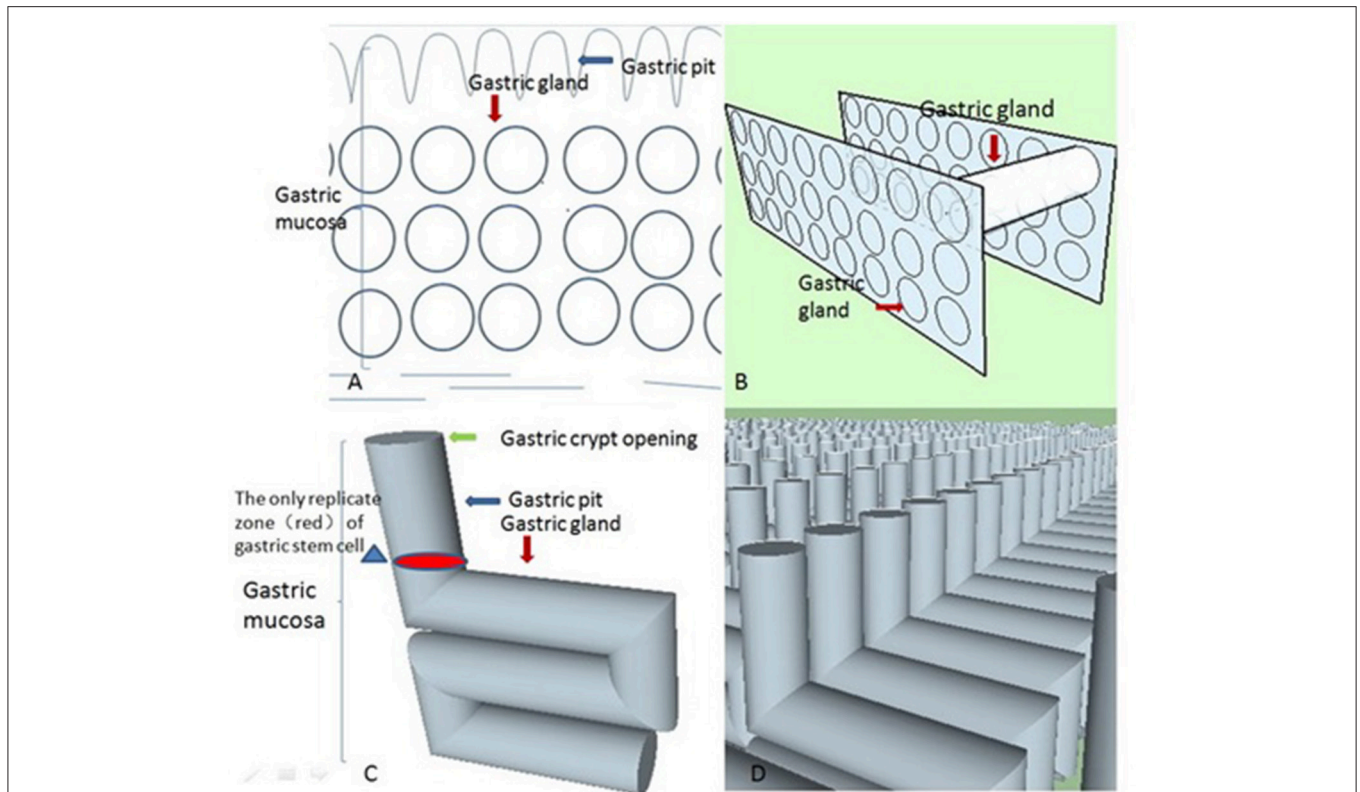 Gastric pit
Gastric gland
Gastric
mucosa
A
Gastric gland
Gastric
gland
B
Gastric crypt opening
The only replicate
zone（red）of
gastric stem cell
Gastric pit
Gastric gland
Gastric
mucosa
C
D